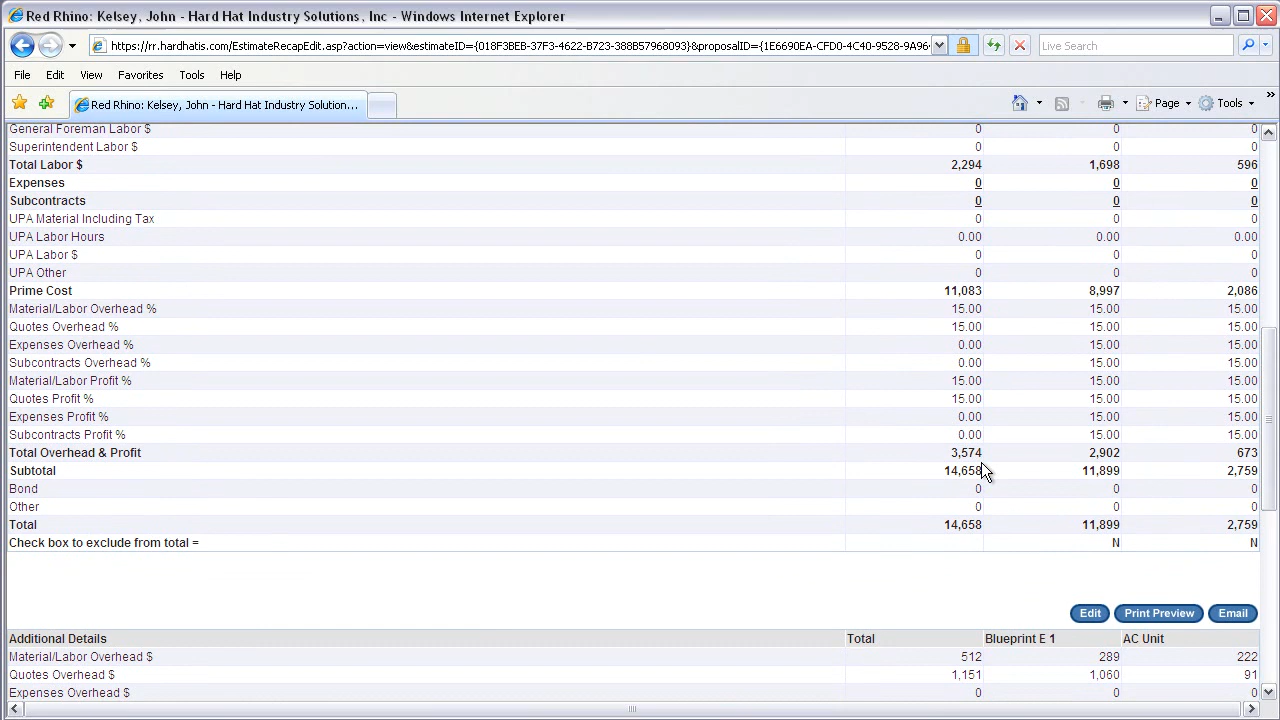 Red Rhino: Kelsey, John - Hard Hat Industry Solutions, Inc - Windows Internet Explorer
https://rr.hardhatis.com/EstimateRecapEdit.asp?action=view&estimateID={018F3BEB-37F3-4622-B723-388B57968093}&proposalID={1E6690EA-CFD0-4C40-9528-9A96- Live Search
File Edit View Favorites Tools Help
Red Rhino: Kelsey, John - Hard Hat Industry Solution... Page Tools
General Foreman Labor $ 0 0 0
Superintendent Labor $ 0 0 0
Total Labor $ 2,294 1,698 596
Expenses 0 0 0
Subcontracts 0 0 0
UPA Material Including Tax 0 0 0
UPA Labor Hours 0.00 0.00 0.00
UPA Labor $ 0 0 0
UPA Other 0 0 0
Prime Cost 11,083 8,997 2,086
Material/Labor Overhead % 15.00 15.00 15.00
Quotes Overhead % 15.00 15.00 15.00
Expenses Overhead % 0.00 15.00 15.00
Subcontracts Overhead % 0.00 15.00 15.00
Material/Labor Profit % 15.00 15.00 15.00
Quotes Profit % 15.00 15.00 15.00
Expenses Profit % 0.00 15.00 15.00
Subcontracts Profit % 0.00 15.00 15.00
Total Overhead & Profit 3,574 2,902 673
Subtotal 14,658 11,899 2,759
Bond 0 0 0
Other 0 0 0
Total 14,658 11,899 2,759
Check box to exclude from total = N N
Edit Print Preview Email
Additional Details Total Blueprint E 1 AC Unit
Material/Labor Overhead $ 512 289 222
Quotes Overhead $ 1,151 1,060 91
Expenses Overhead $ 0 0 0